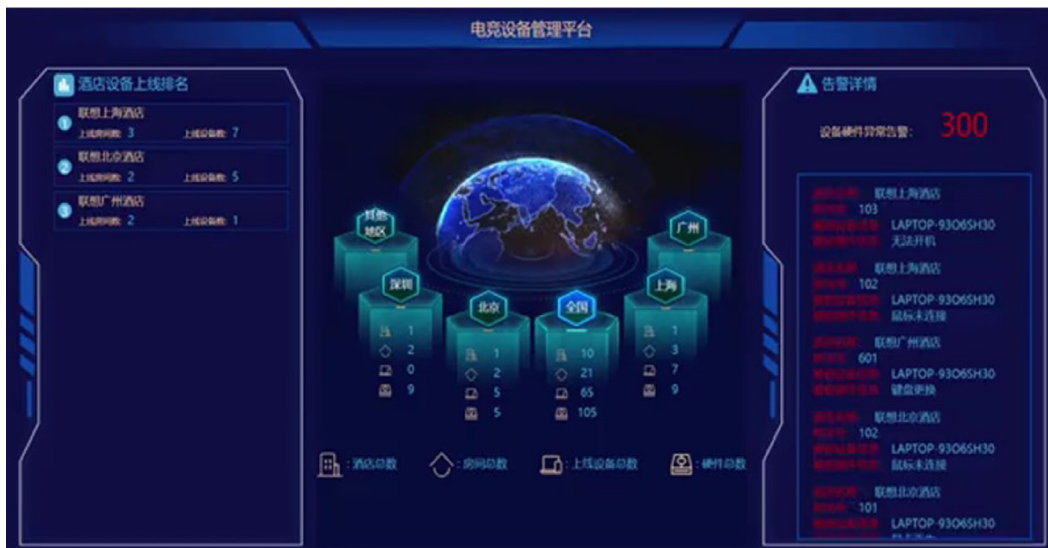 电竞设备管理平台
酒店设备上线排名
1
联想上海酒店
上线房间数: 3 上线设备数: 7
2
联想北京酒店
上线房间数: 2 上线设备数: 5
3
联想广州酒店
上线房间数: 2 上线设备数: 1
其他
地区
广州
深圳
上海
北京
全国
1
2
0
9
1
2
5
5
10
21
65
105
1
3
7
9
: 酒店总数 : 房间总数 : 上线设备总数 : 硬件总数
告警详情
设备硬件异常告警: 300
联想上海酒店
103
LAPTOP-93O6SH30
无法开机
联想上海酒店
102
LAPTOP-93O6SH30
鼠标未连接
联想广州酒店
601
LAPTOP-93O6SH30
键盘更换
联想北京酒店
102
LAPTOP-93O6SH30
鼠标未连接
联想北京酒店
101
LAPTOP-93O6SH30